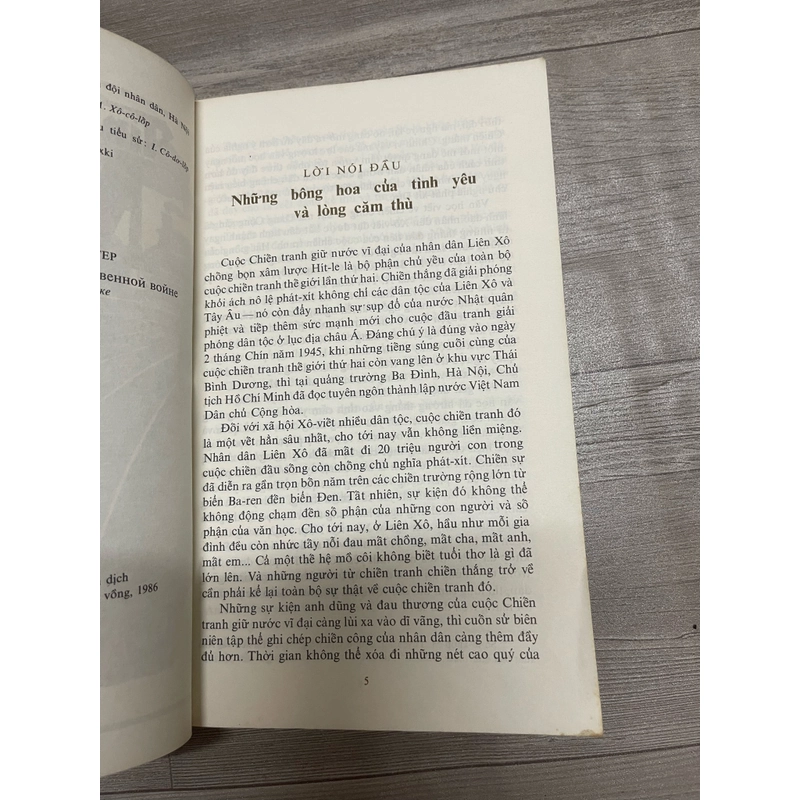 đội nhân dân, Hà Nội
Xô-cô-lốp
tiểu sử: I. Cô-dơ-lốp
xki
ТЕР
ВЕННОЙ ВОЙНЕ
ке
dịch
vồng, 1986
LỜI NÓI ĐẦU
Những bông hoa của tình yêu
và lòng căm thù
Cuộc Chiến tranh giữ nước vĩ đại của nhân dân Liên Xô
chống bọn xâm lược Hít-le là bộ phận chủ yếu của toàn bộ
cuộc chiến tranh thế giới lần thứ hai. Chiến thắng đã giải phóng
khỏi ách nô lệ phát-xít không chỉ các dân tộc của Liên Xô và
Tây Âu — nó còn đẩy nhanh sự sụp đổ của nước Nhật quân
phiệt và tiếp thêm sức mạnh mới cho cuộc đấu tranh giải
phóng dân tộc ở lục địa châu Á. Đáng chú ý là đúng vào ngày
2 tháng Chín năm 1945, khi những tiếng súng cuối cùng của
cuộc chiến tranh thế giới thứ hai còn vang lên ở khu vực Thái
Bình Dương, thì tại quảng trường Ba Đình, Hà Nội, Chủ
tịch Hồ Chí Minh đã đọc tuyên ngôn thành lập nước Việt Nam
Dân chủ Cộng hòa.
Đối với xã hội Xô-viết nhiều dân tộc, cuộc chiến tranh đó
là một vết hằn sâu nhất, cho tới nay vẫn không liền miệng.
Nhân dân Liên Xô đã mất đi 20 triệu người con trong
cuộc chiến đấu sống còn chống chủ nghĩa phát-xít. Chiến sự
đã diễn ra gần trọn bốn năm trên các chiến trường rộng lớn từ
biển Ba-ren đến biển Đen. Tất nhiên, sự kiện đó không thể
không động chạm đến số phận của những con người và số
phận của văn học. Cho tới nay, ở Liên Xô, hầu như mỗi gia
đình đều còn nhức tấy nỗi đau mất chồng, mất cha, mất anh,
mất em... Cả một thế hệ mồ côi không biết tuổi thơ là gì đã
lớn lên. Và những người từ chiến tranh chiến thắng trở về
cần phải kể lại toàn bộ sự thật về cuộc chiến tranh đó.
Những sự kiện anh dũng và đau thương của cuộc Chiến
tranh giữ nước vĩ đại càng lùi xa vào dĩ vãng, thì cuốn sử biên
niên tập thể ghi chép chiến công của nhân dân càng thêm đầy
đủ hơn. Thời gian không thể xóa đi những nét cao quý của
5